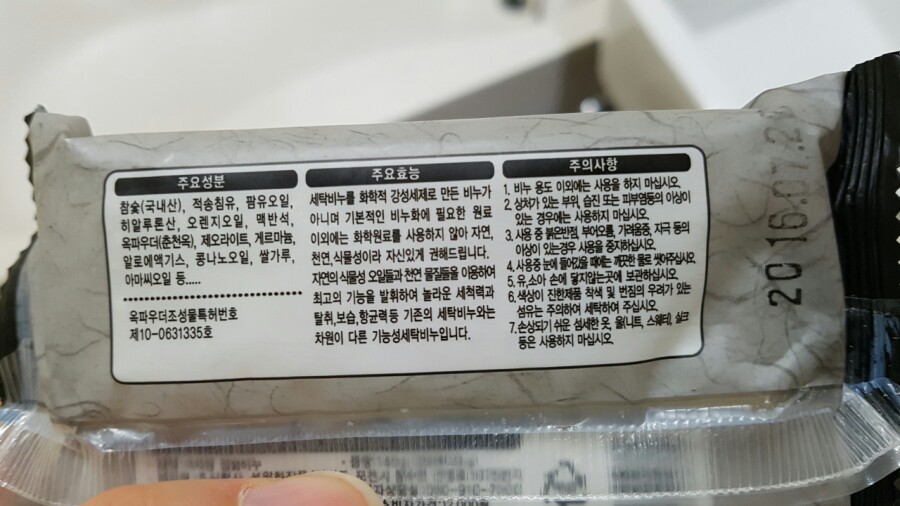 주요성분
참숯(국내산), 적송침유, 팜유오일,
히알루론산, 오렌지오일, 맥반석,
옥파우더(춘천옥), 제오라이트, 게르마늄,
알로에엑기스, 콩나노오일, 쌀가루,
아마씨오일 등.....
옥파우더조성물특허번호
제10-0631335호
주요효능
세탁비누를 화학적 강성세제로 만든 비누가
아니며 기본적인 비누화에 필요한 원료
이외에는 화학원료를 사용하지 않아 자연,
천연,식물성이라 자신있게 권해드립니다.
자연의 식물성 오일들과 천연 물질들을 이용하여
최고의 기능을 발휘하여 놀라운 세척력과
탈취,보습,항균력등 기존의 세탁비누와는
차원이 다른 기능성세탁비누입니다.
주의사항
1. 비누 용도 이외에는 사용을 하지 마십시오.
2. 상처가 있는 부위, 습진 또는 피부염등의 이상이
있는 경우에는 사용하지 마십시오.
3. 사용 중 붉은반점, 부어오름, 가려움증, 자극 등의
이상이 있는경우 사용을 중지하십시오.
4. 사용중 눈에 들어갔을 때에는 깨끗한 물로 씻어주십시오
5. 유,소아 손에 닿지않는곳에 보관하십시오.
6. 색상이 진한제품 착색 및 번짐의 우려가 있는
섬유는 주의하여 세탁하여 주십시오.
7. 손상되기 쉬운 섬세한 옷, 울(니트, 스웨터), 실크
등은 사용하지 마십시오.
20 16.07.2